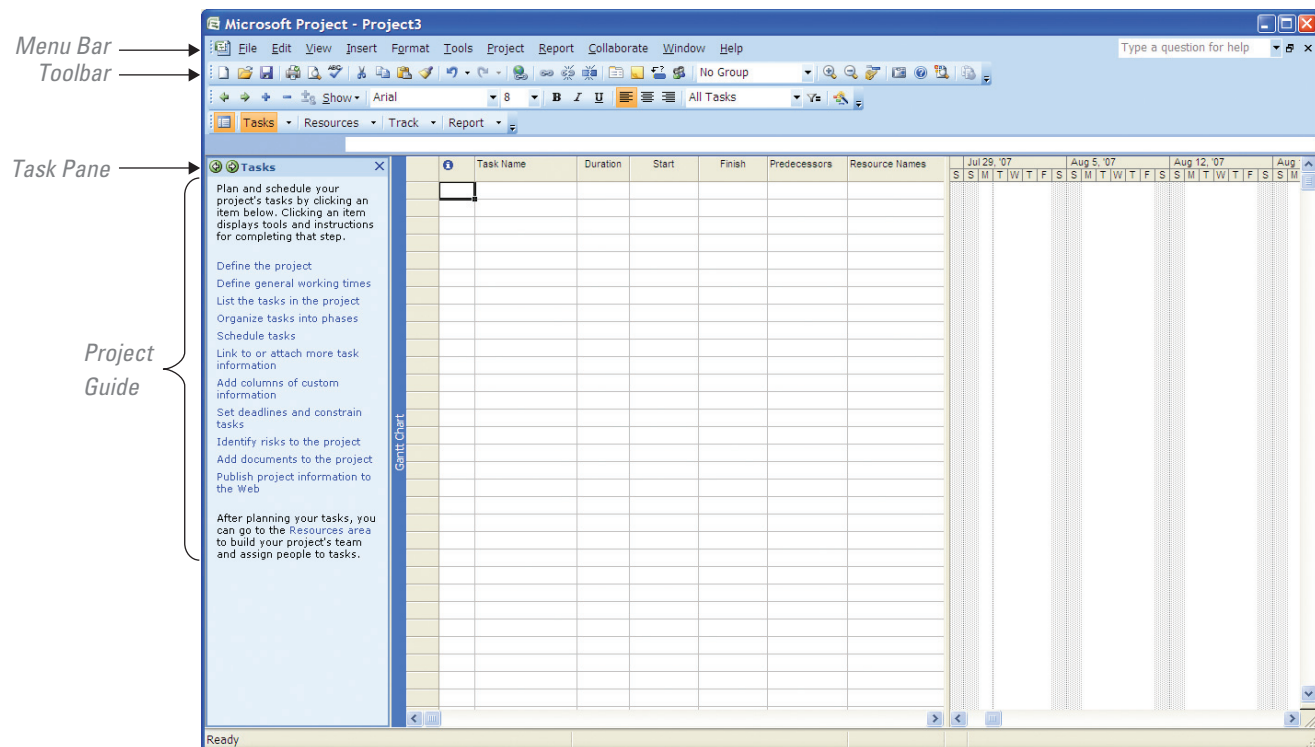 Microsoft Project - Project3
Menu Bar
File Edit View Insert Format Tools Project Report Collaborate Window Help
Type a question for help
Toolbar
No Group
Show
Arial
8
B I U
All Tasks
Tasks Resources Track Report
Task Pane
Tasks
Plan and schedule your
project's tasks by clicking an
item below. Clicking an item
displays tools and instructions
for completing that step.
Define the project
Define general working times
List the tasks in the project
Organize tasks into phases
Schedule tasks
Link to or attach more task
information
Add columns of custom
information
Set deadlines and constrain
tasks
Identify risks to the project
Add documents to the project
Publish project information to
the Web
After planning your tasks, you
can go to the Resources area
to build your project's team
and assign people to tasks.
Project
Guide
Gantt Chart
Task Name Duration Start Finish Predecessors Resource Names
Jul 29, '07 Aug 5, '07 Aug 12, '07 Aug
S S M T W T F S S M T W T F S S M T W T F S S M
Ready